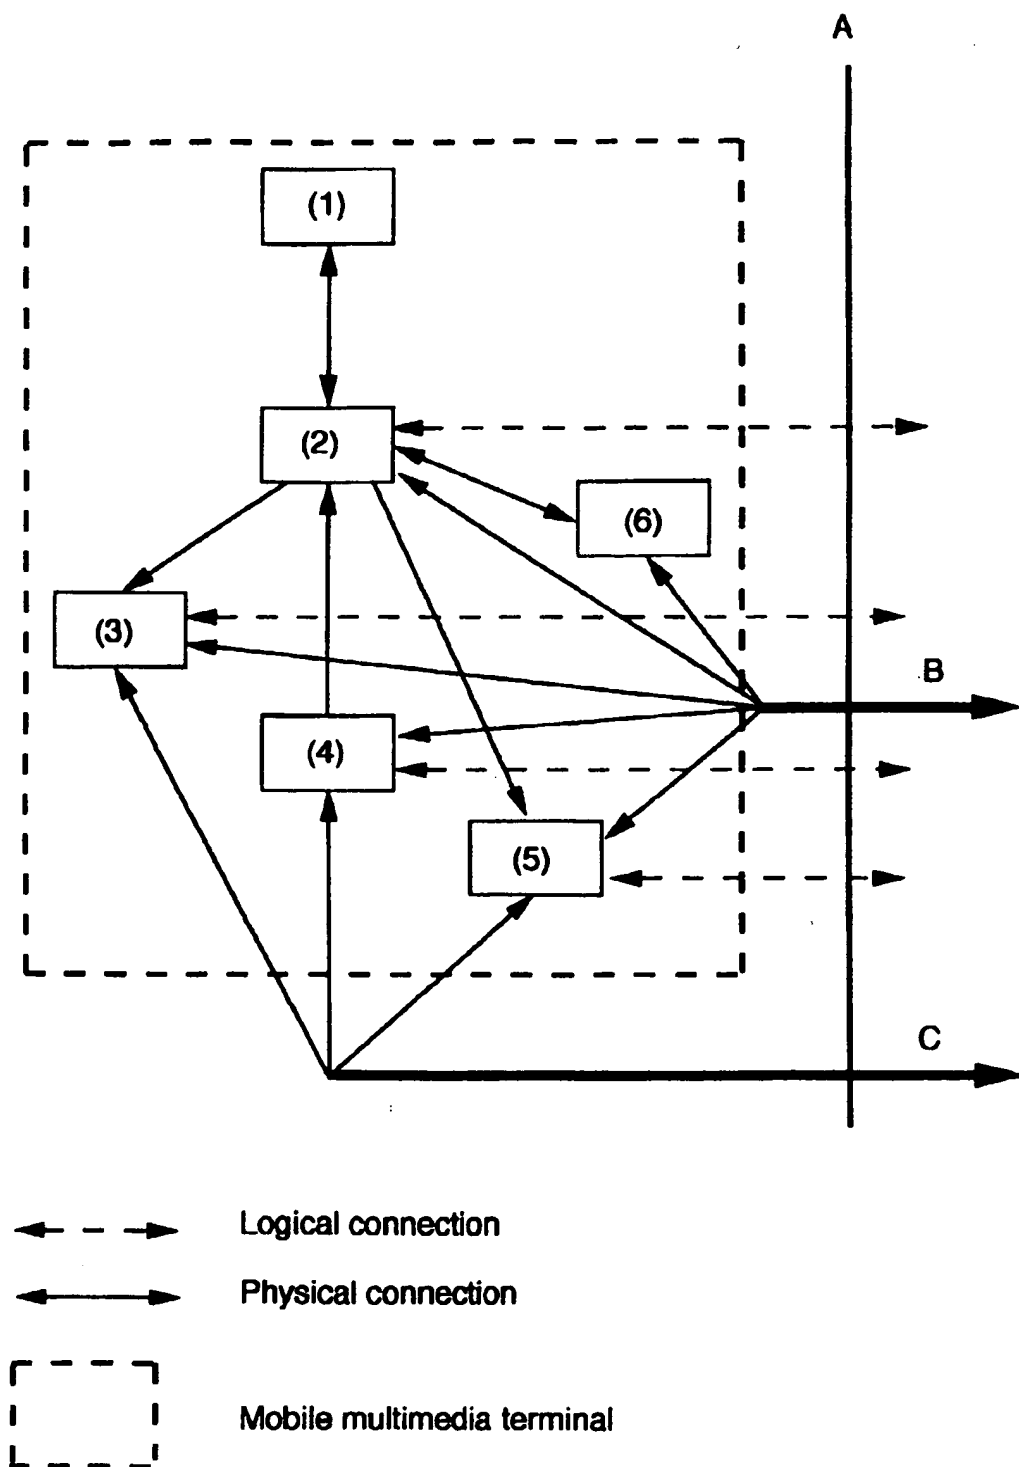 A
(1)
(2)
(6)
(3)
B
(4)
(5)
C
Logical connection
Physical connection
Mobile multimedia terminal